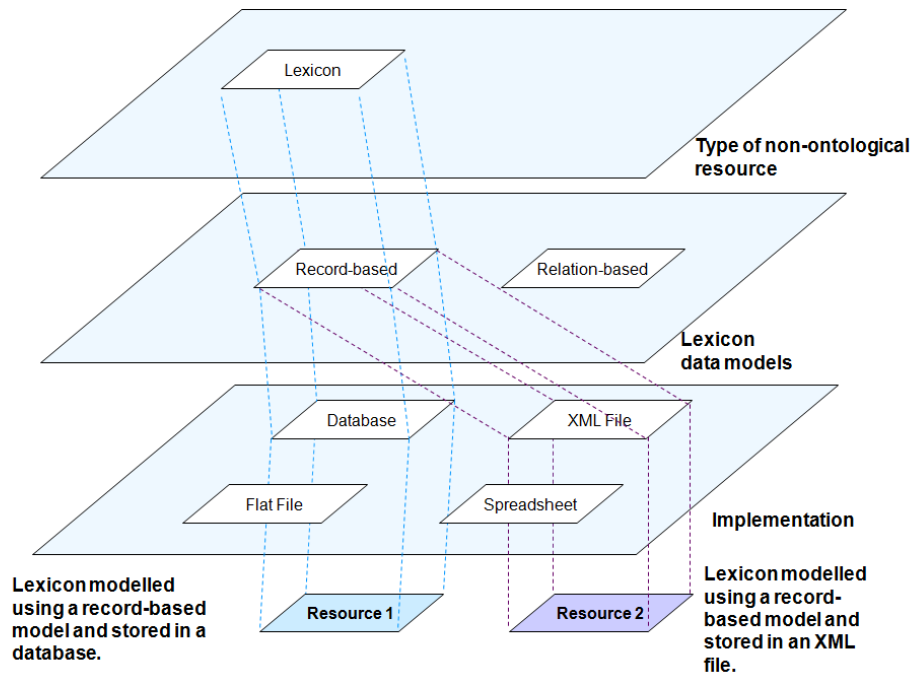 Lexicon
Type of non-ontological
resource
Record-based
Relation-based
Lexicon
data models
Database
XML File
Flat File
Spreadsheet
Implementation
Lexicon modelled
using a record-based
model and stored in a
database.
Resource 1
Resource 2
Lexicon modelled
using a record-
based model and
stored in an XML
file.